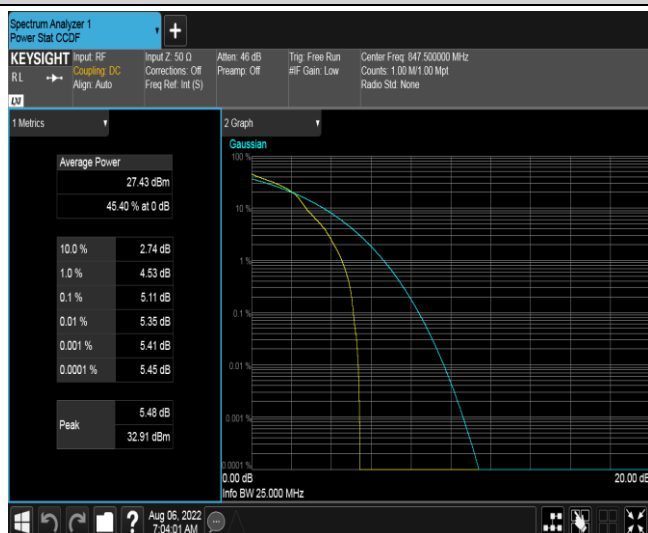 Spectrum Analyzer 1
Power Stat CCDF
+
KEYSIGHT
RL
LXI
Input: RF
Coupling: DC
Align: Auto
Input Z: 50 Ω
Corrections: Off
Freq Ref: Int (S)
Atten: 46 dB
Preamp: Off
Trig: Free Run
#IF Gain: Low
Center Freq: 847.500000 MHz
Counts: 1.00 M/1.00 Mpt
Radio Std: None
1 Metrics
Average Power
27.43 dBm
45.40 % at 0 dB
10.0 % 2.74 dB
1.0 % 4.53 dB
0.1 % 5.11 dB
0.01 % 5.35 dB
0.001 % 5.41 dB
0.0001 % 5.45 dB
Peak
5.48 dB
32.91 dBm
2 Graph
Gaussian
100 %
10 %
1 %
0.1 %
0.01 %
0.001 %
0.0001 %
0.00 dB 20.00 dB
Info BW 25.000 MHz
?
Aug 06, 2022
7:04:01 AM